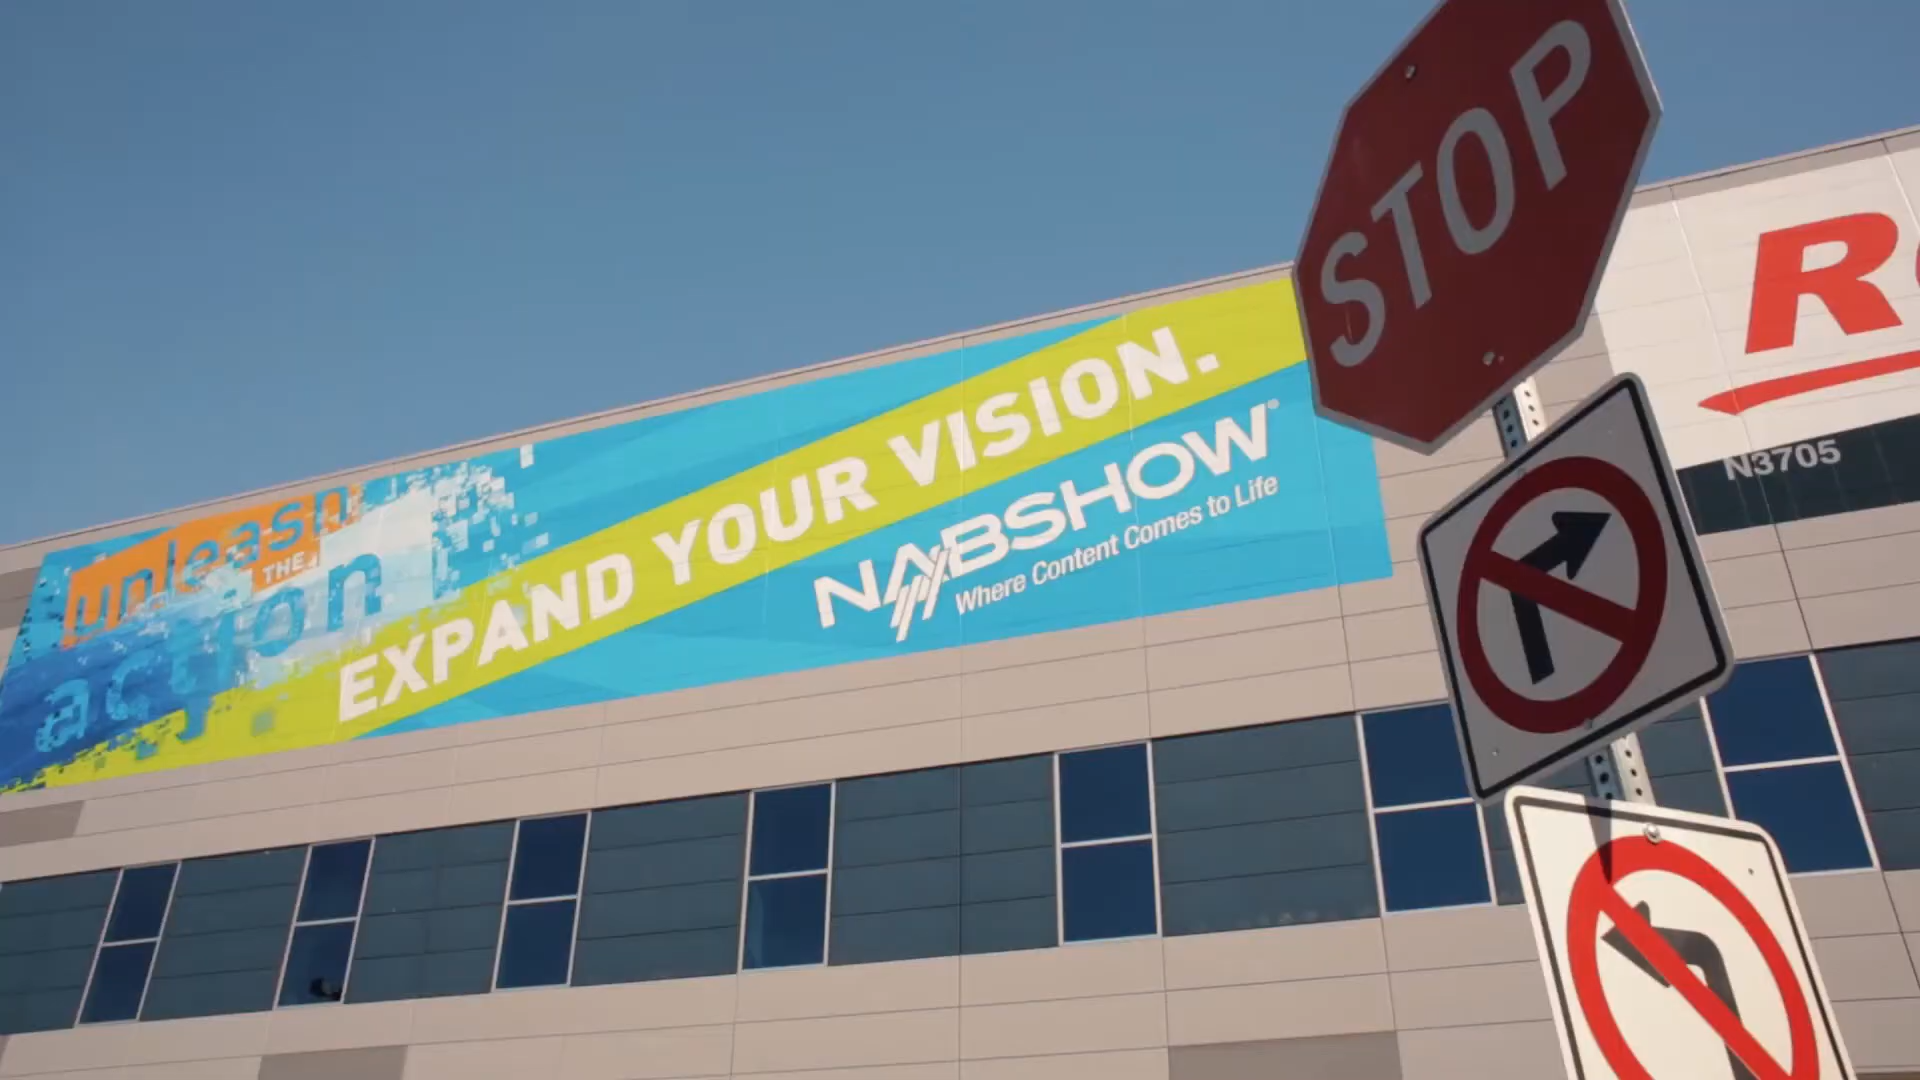 unleash
THE
action
EXPAND YOUR VISION.
NABSHOW®
Where Content Comes to Life
STOP
R
N3705